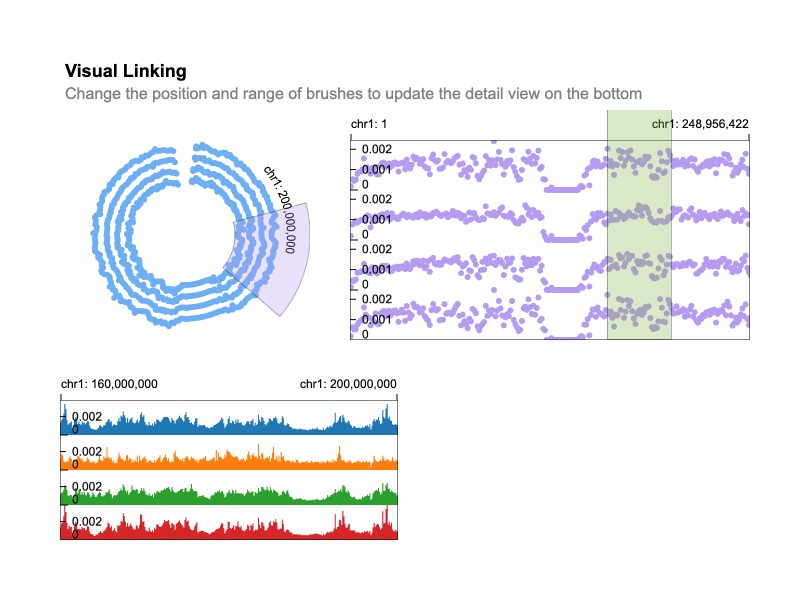 Visual Linking
Change the position and range of brushes to update the detail view on the bottom
chr1: 1
chr1: 248,956,422
chr1: 200,000,000
0.002
0.001
0
0.002
0.001
0
0.002
0.001
0
0.002
0.001
0
chr1: 160,000,000
chr1: 200,000,000
0.002
0
0.002
0
0.002
0
0.002
0